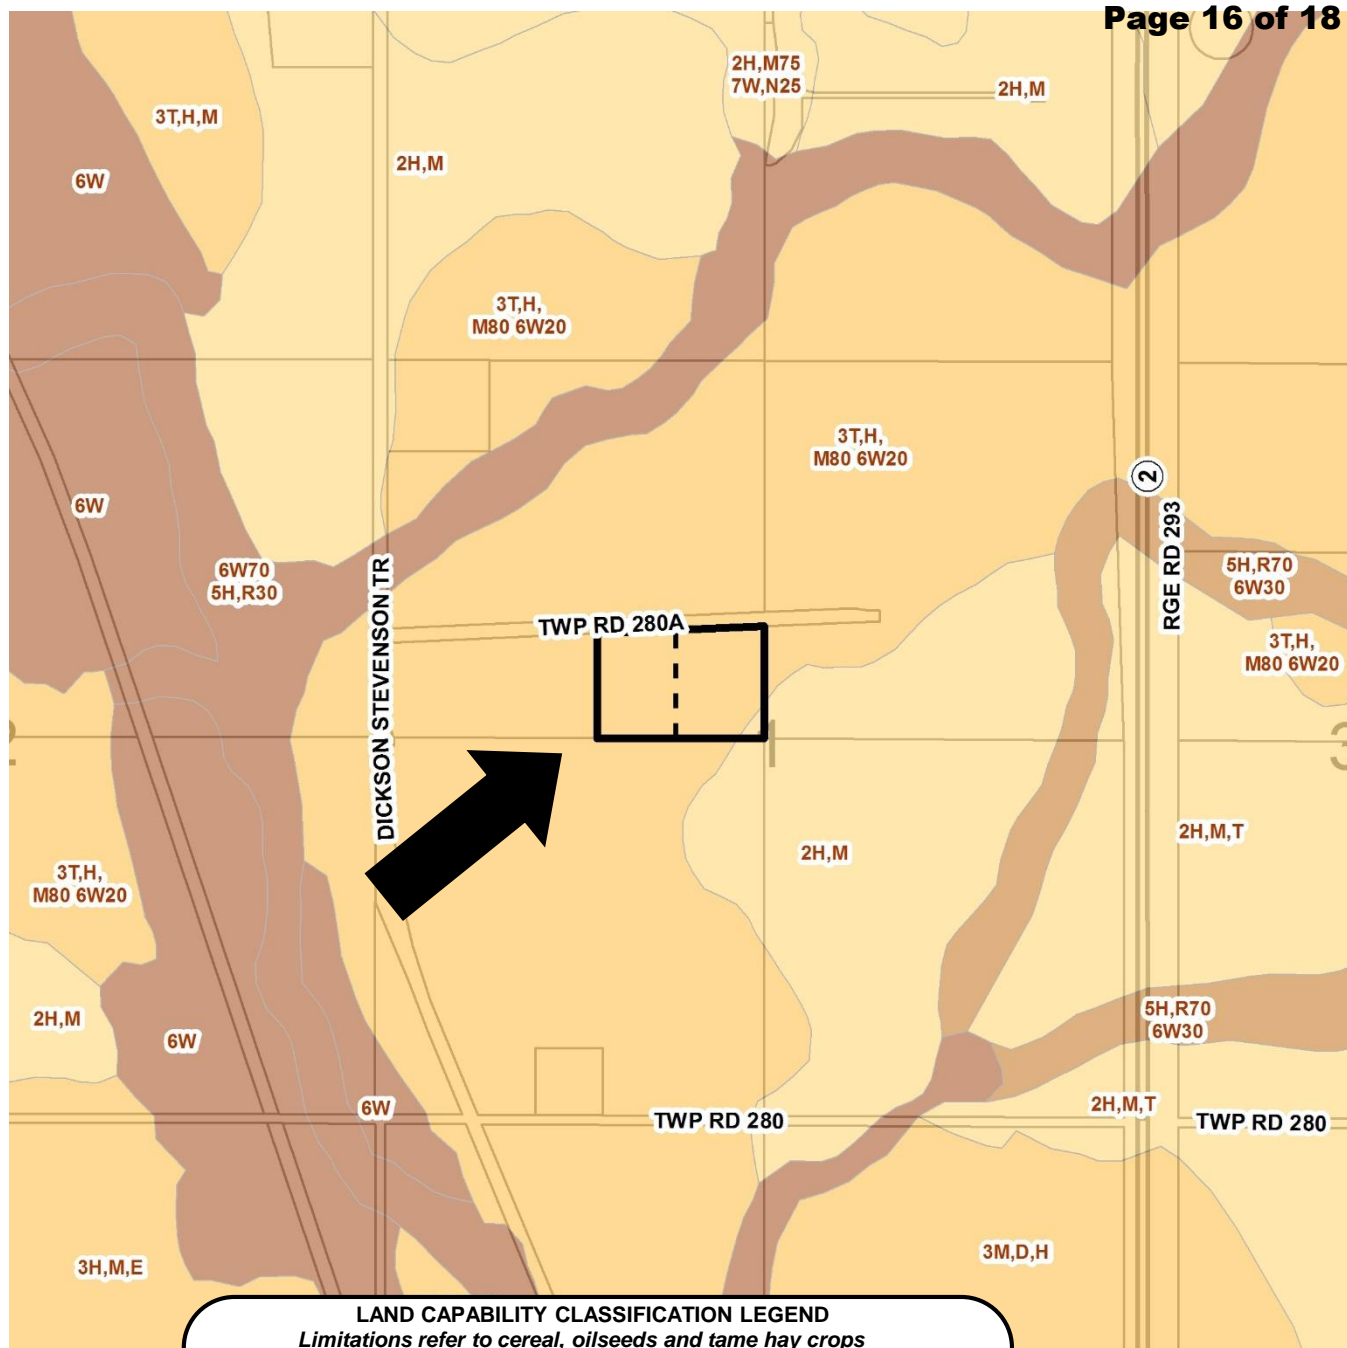 Page 16 of 18
2H,M75
7W,N25
2H,M
3T,H,M
2H,M
6W
3T,H,
M80 6W20
3T,H,
M80 6W20
2
6W
RGE RD 293
6W70
5H,R30
5H,R70
6W30
DICKSON STEVENSON TR
TWP RD 280A
3T,H,
M80 6W20
2
1
3
2H,M,T
2H,M
3T,H,
M80 6W20
5H,R70
6W30
2H,M
6W
6W
2H,M,T
TWP RD 280
TWP RD 280
3M,D,H
3H,M,E
LAND CAPABILITY CLASSIFICATION LEGEND
Limitations refer to cereal, oilseeds and tame hay crops